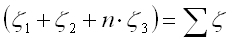 (ζ₁ + ζ₂ + n · ζ₃) = ∑ ζ